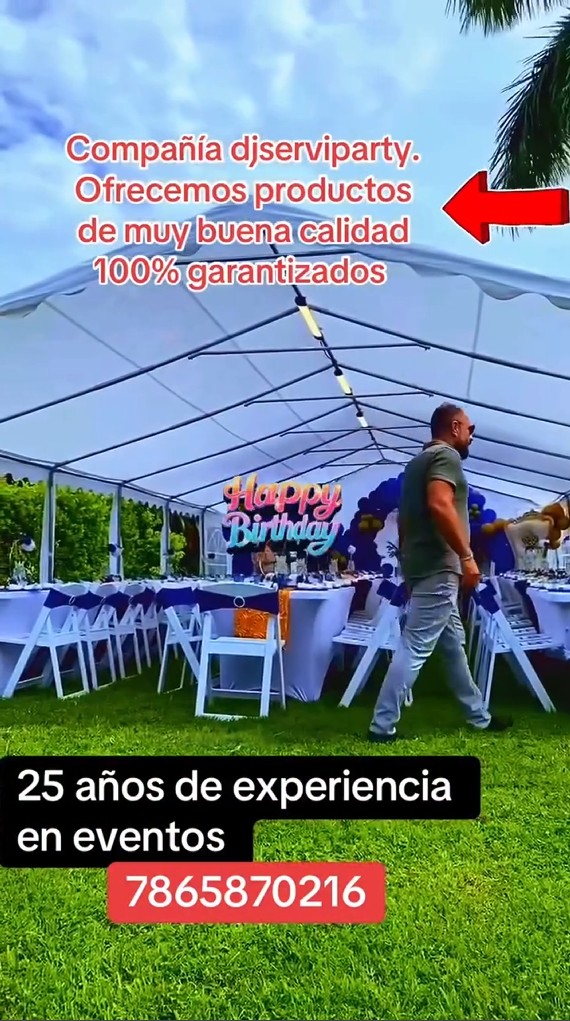 Compañía djserviparty.
Ofrecemos productos
de muy buena calidad
100% garantizados
Happy
Birthday
25 años de experiencia
en eventos
7865870216